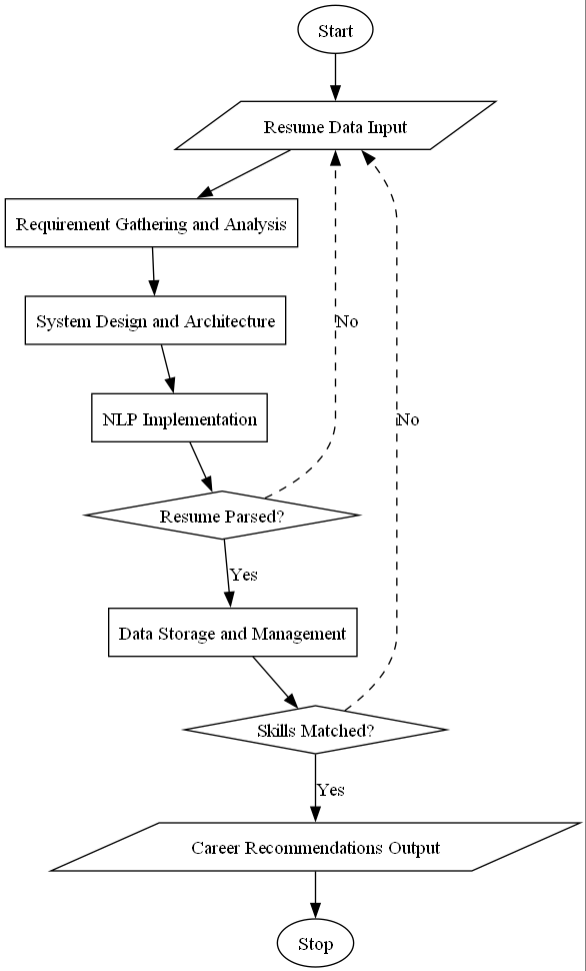 Start
Resume Data Input
Requirement Gathering and Analysis
System Design and Architecture
No
NLP Implementation
No
Resume Parsed?
Yes
Data Storage and Management
Skills Matched?
Yes
Career Recommendations Output
Stop